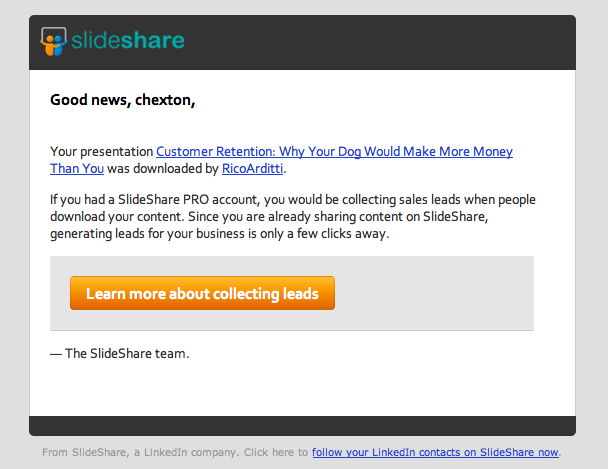 slideshare
Good news, chexton,
Your presentation Customer Retention: Why Your Dog Would Make More Money
Than You was downloaded by RicoArditti.
If you had a SlideShare PRO account, you would be collecting sales leads when people
download your content. Since you are already sharing content on SlideShare,
generating leads for your business is only a few clicks away.
Learn more about collecting leads
— The SlideShare team.
From SlideShare, a LinkedIn company. Click here to follow your LinkedIn contacts on SlideShare now.